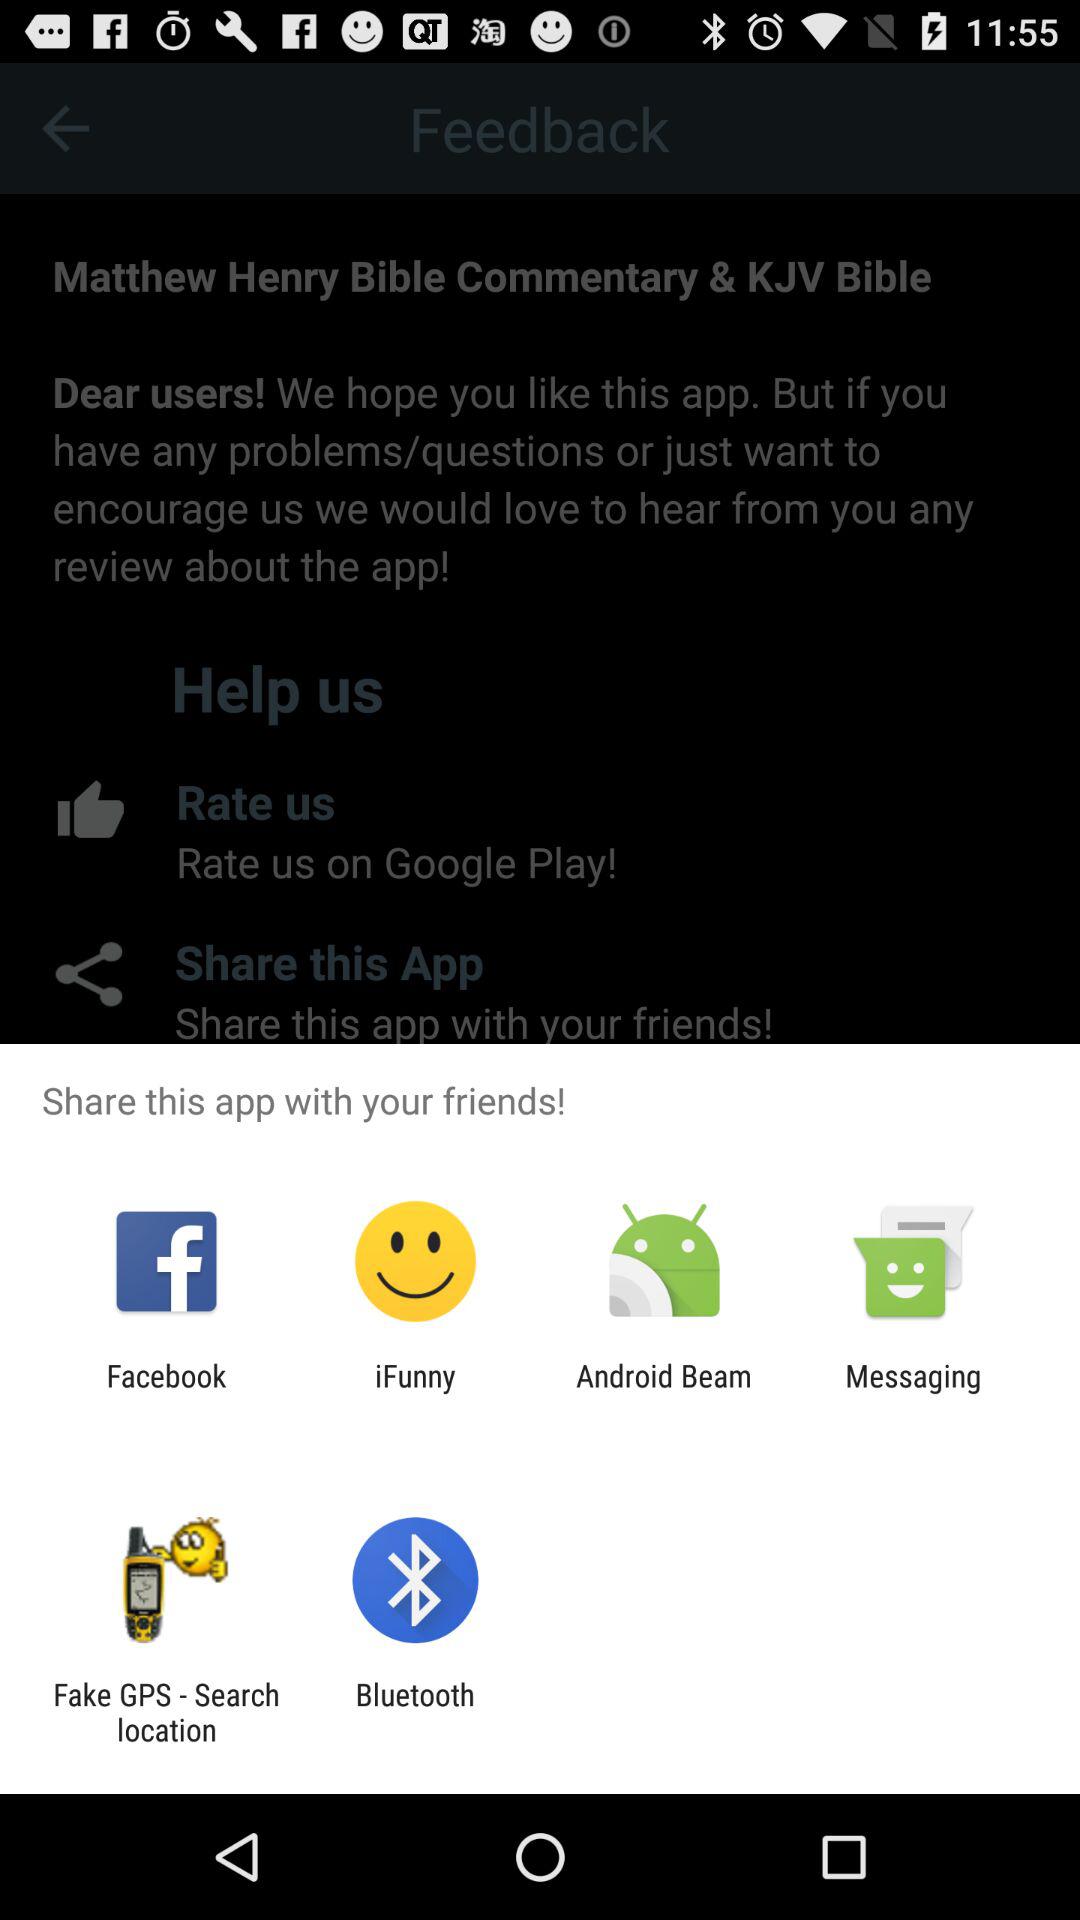 QT 淘 11:55
Feedback
Matthew Henry Bible Commentary & KJV Bible
Dear users! We hope you like this app. But if you
have any problems/questions or just want to
encourage us we would love to hear from you any
review about the app!
Help us
Rate us
Rate us on Google Play!
Share this App
Share this app with your friends!
Share this app with your friends!
Facebook iFunny Android Beam Messaging
Fake GPS - Search Bluetooth
location